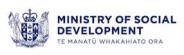 MINISTRY OF SOCIAL
DEVELOPMENT
TE MANATŪ WHAKAHIATO ORA